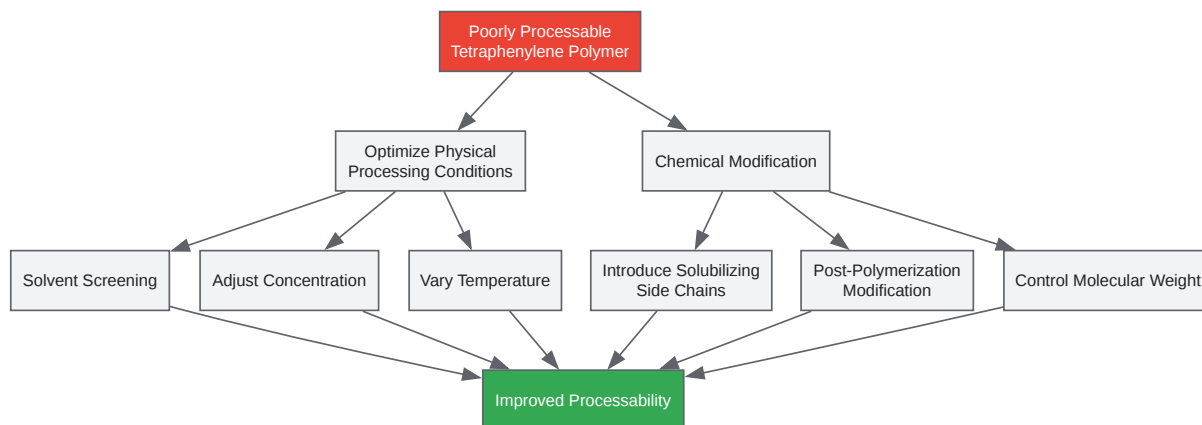 Poorly Processable
Tetraphenylene Polymer
Optimize Physical
Processing Conditions
Chemical Modification
Solvent Screening
Adjust Concentration
Vary Temperature
Introduce Solubilizing
Side Chains
Post-Polymerization
Modification
Control Molecular Weight
Improved Processability